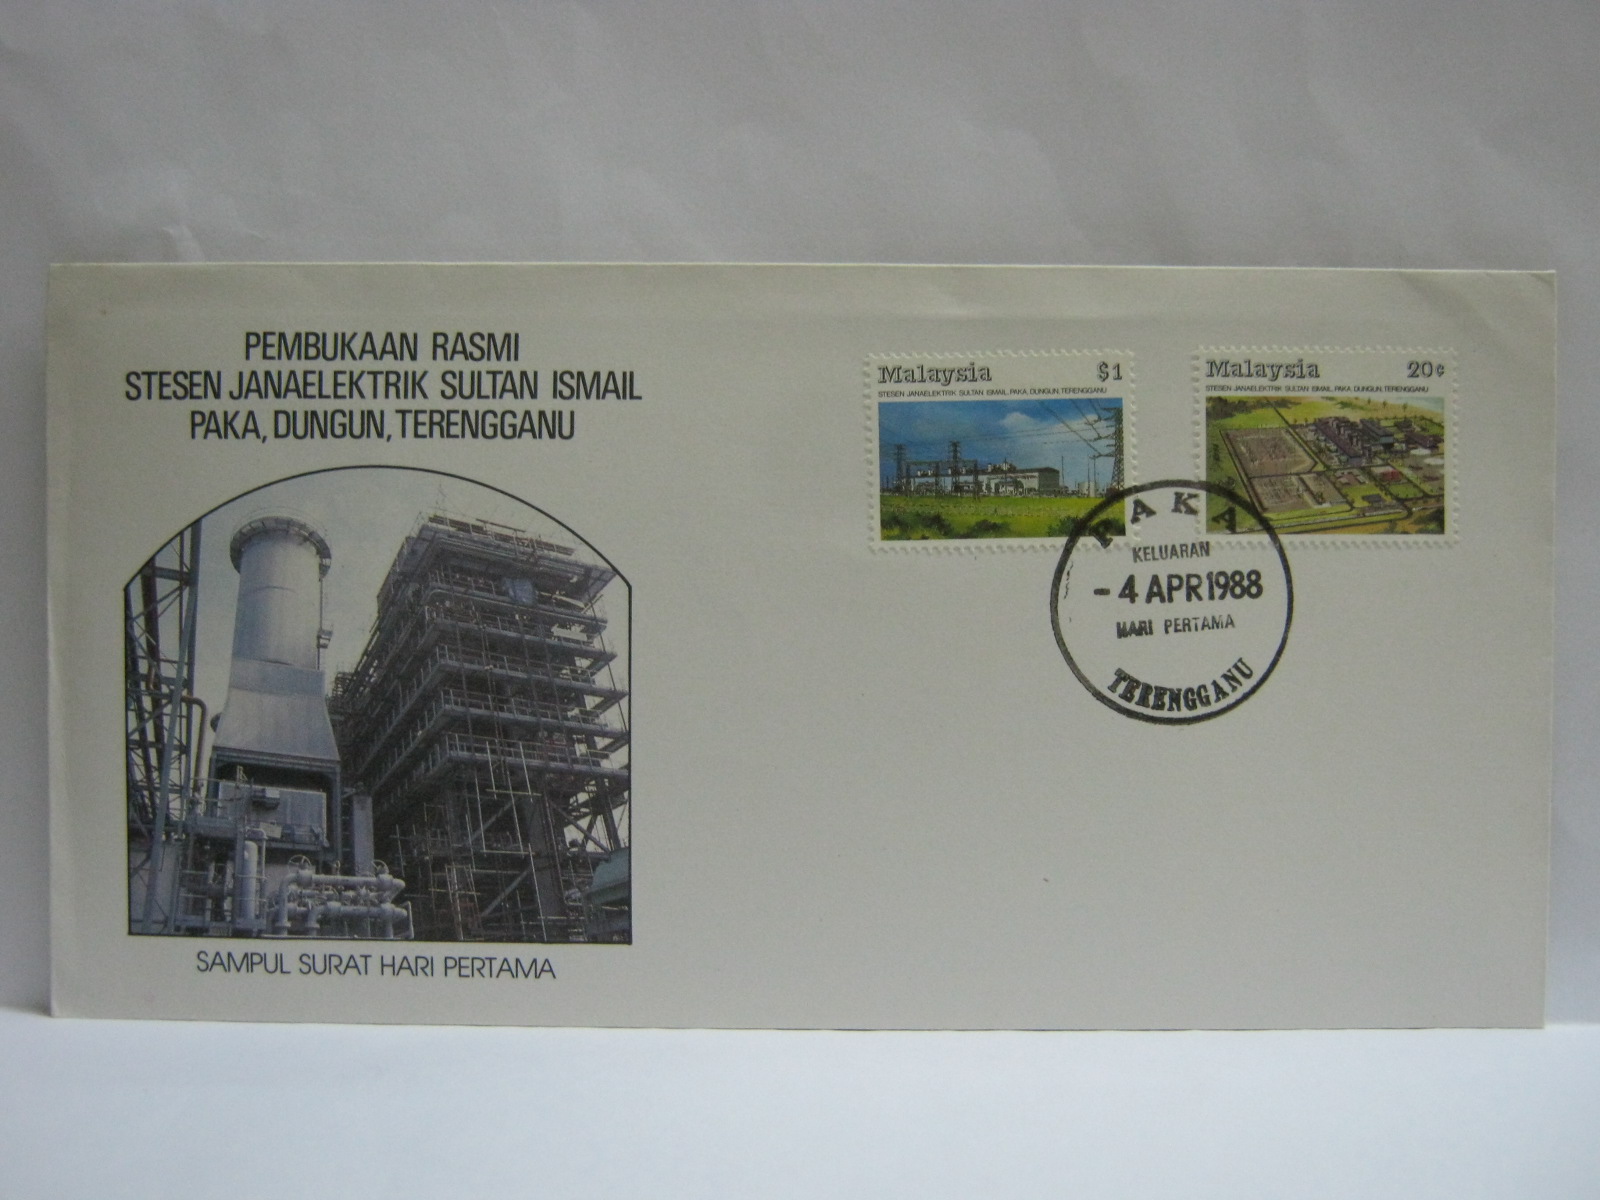 PEMBUKAAN RASMI
STESEN JANAELEKTRIK SULTAN ISMAIL
PAKA, DUNGUN, TERENGGANU
SAMPUL SURAT HARI PERTAMA
Malaysia $1
STESEN JANAELEKTRIK SULTAN ISMAIL, PAKA, DUNGUN, TERENGGANU
Malaysia 20¢
STESEN JANAELEKTRIK SULTAN ISMAIL, PAKA, DUNGUN, TERENGGANU
PAKA
KELUARAN
- 4 APR 1988
HARI PERTAMA
TERENGGANU